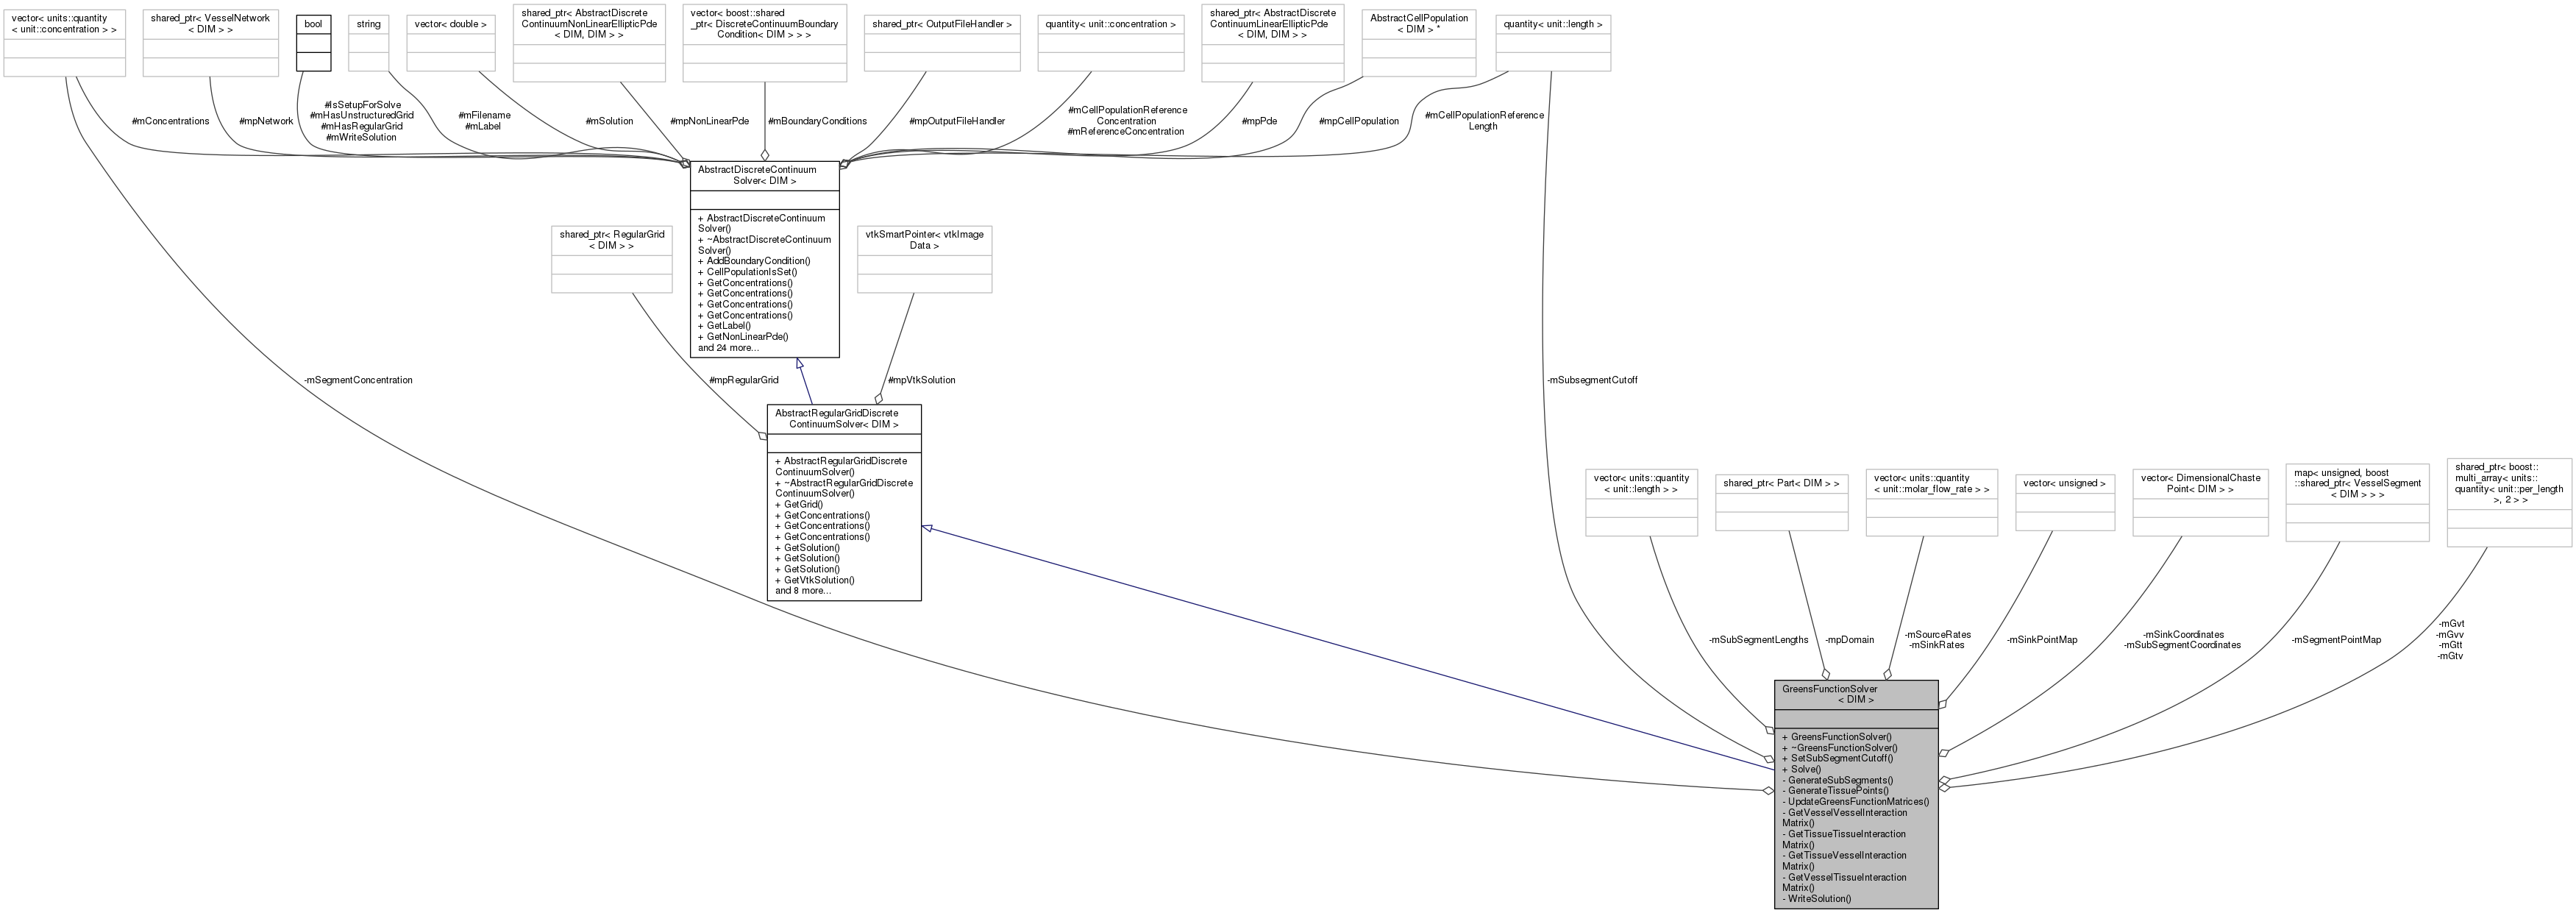 vector< units::quantity
< unit::concentration > >
shared_ptr< VesselNetwork
< DIM > >
bool
string
vector< double >
shared_ptr< AbstractDiscrete
ContinuumNonLinearEllipticPde
< DIM, DIM > >
vector< boost::shared
_ptr< DiscreteContinuumBoundary
Condition< DIM > > >
shared_ptr< OutputFileHandler >
quantity< unit::concentration >
shared_ptr< AbstractDiscrete
ContinuumLinearEllipticPde
< DIM, DIM > >
AbstractCellPopulation
< DIM > *
quantity< unit::length >
#mConcentrations
#mpNetwork
#IsSetupForSolve
#mHasUnstructuredGrid
#mHasRegularGrid
#mWriteSolution
#mFilename
#mLabel
#mSolution
#mpNonLinearPde
#mBoundaryConditions
#mpOutputFileHandler
#mCellPopulationReference
Concentration
#mReferenceConcentration
#mpPde
#mpCellPopulation
#mCellPopulationReference
Length
AbstractDiscreteContinuum
Solver< DIM >
+ AbstractDiscreteContinuum
Solver()
+ ~AbstractDiscreteContinuum
Solver()
+ AddBoundaryCondition()
+ CellPopulationIsSet()
+ GetConcentrations()
+ GetConcentrations()
+ GetConcentrations()
+ GetConcentrations()
+ GetLabel()
+ GetNonLinearPde()
and 24 more...
shared_ptr< RegularGrid
< DIM > >
vtkSmartPointer< vtkImage
Data >
-mSegmentConcentration
#mpRegularGrid
#mpVtkSolution
-mSubsegmentCutoff
AbstractRegularGridDiscrete
ContinuumSolver< DIM >
+ AbstractRegularGridDiscrete
ContinuumSolver()
+ ~AbstractRegularGridDiscrete
ContinuumSolver()
+ GetGrid()
+ GetConcentrations()
+ GetConcentrations()
+ GetConcentrations()
+ GetSolution()
+ GetSolution()
+ GetSolution()
+ GetVtkSolution()
and 8 more...
vector< units::quantity
< unit::length > >
shared_ptr< Part< DIM > >
vector< units::quantity
< unit::molar_flow_rate > >
vector< unsigned >
vector< DimensionalChaste
Point< DIM > >
map< unsigned, boost
::shared_ptr< VesselSegment
< DIM > > >
shared_ptr< boost::
multi_array< units::
quantity< unit::per_length
>, 2 > >
-mSubSegmentLengths
-mpDomain
-mSourceRates
-mSinkRates
-mSinkPointMap
-mSinkCoordinates
-mSubSegmentCoordinates
-mSegmentPointMap
-mGvt
-mGvv
-mGtt
-mGtv
GreensFunctionSolver
< DIM >
+ GreensFunctionSolver()
+ ~GreensFunctionSolver()
+ SetSubSegmentCutoff()
+ Solve()
- GenerateSubSegments()
- GenerateTissuePoints()
- UpdateGreensFunctionMatrices()
- GetVesselVesselInteraction
Matrix()
- GetTissueTissueInteraction
Matrix()
- GetTissueVesselInteraction
Matrix()
- GetVesselTissueInteraction
Matrix()
- WriteSolution()